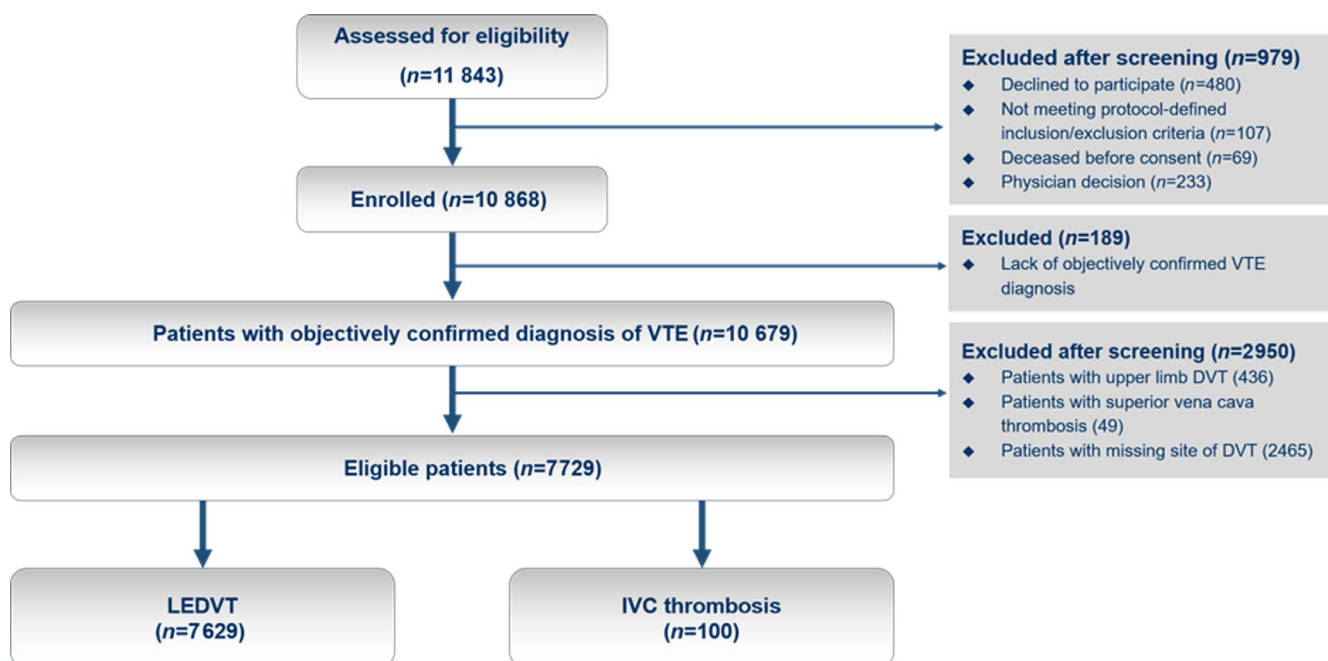 Assessed for eligibility
(n=11 843)
Excluded after screening (n=979)
◆ Declined to participate (n=480)
◆ Not meeting protocol-defined
inclusion/exclusion criteria (n=107)
◆ Deceased before consent (n=69)
◆ Physician decision (n=233)
Enrolled (n=10 868)
Excluded (n=189)
◆ Lack of objectively confirmed VTE
diagnosis
Patients with objectively confirmed diagnosis of VTE (n=10 679)
Excluded after screening (n=2950)
◆ Patients with upper limb DVT (436)
◆ Patients with superior vena cava
thrombosis (49)
◆ Patients with missing site of DVT (2465)
Eligible patients (n=7729)
LEDVT
(n=7629)
IVC thrombosis
(n=100)